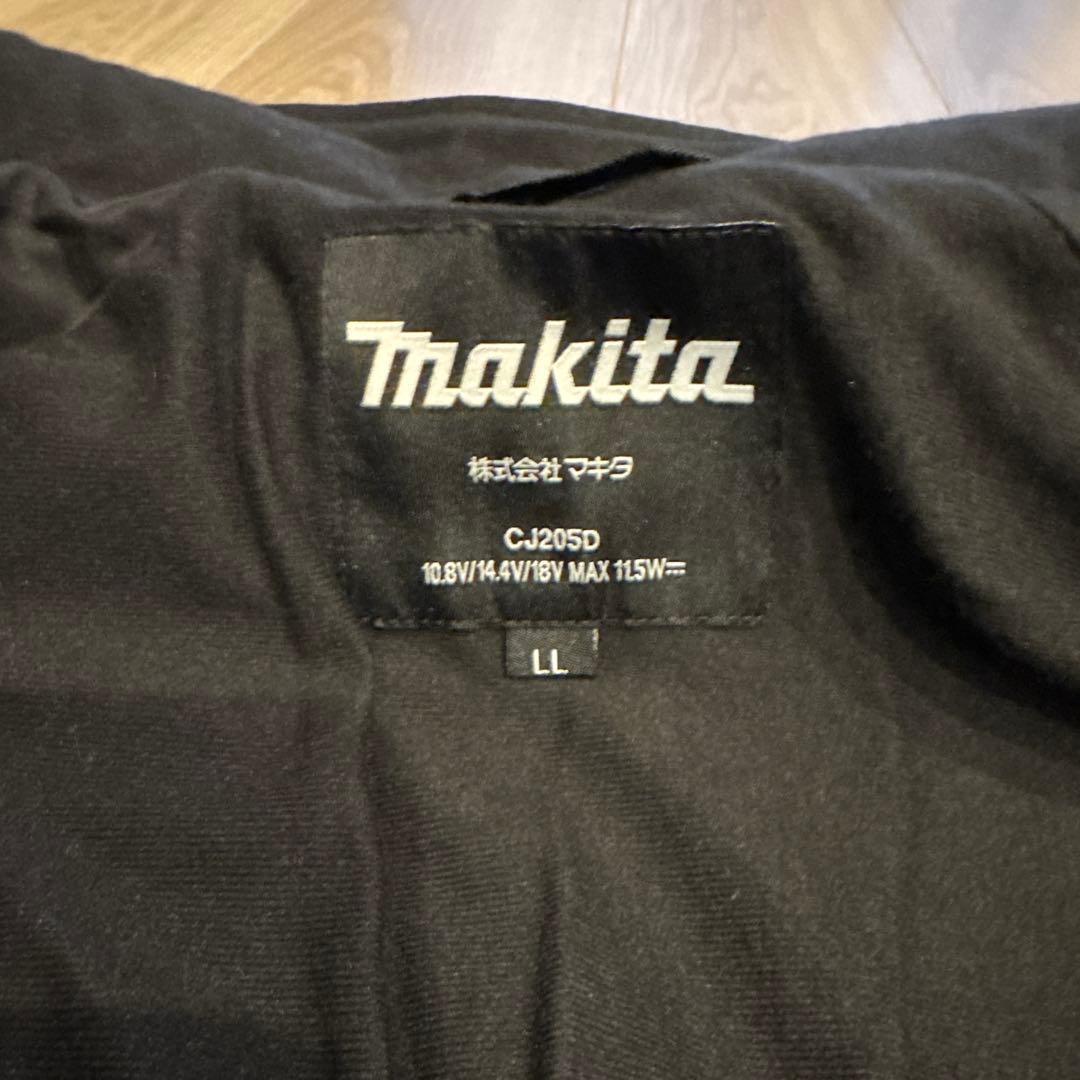 makita
株式会社マキタ
CJ205D
10.8V/14.4V/18V MAX 11.5W⎓
LL